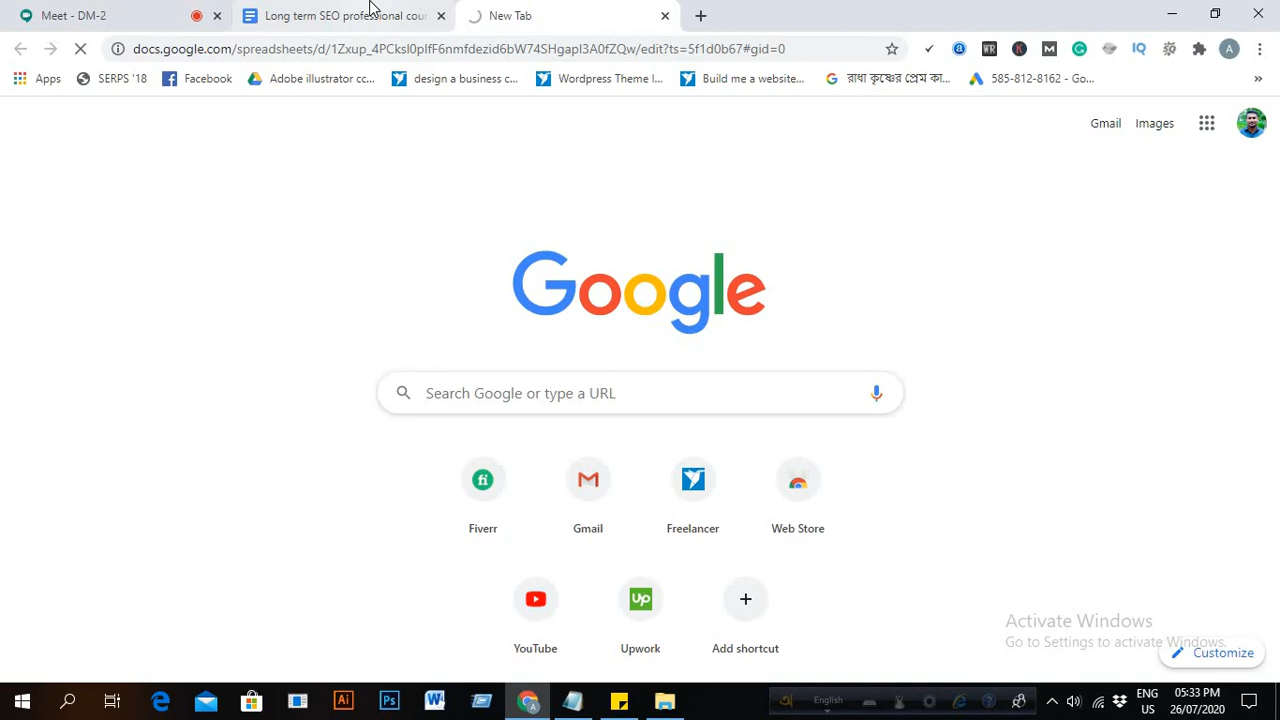 Meet - DM-2
Long term SEO professional cou
New Tab
docs.google.com/spreadsheets/d/1Zxup_4PCksl0plfF6nmfdezid6bW74SHgapI3A0fZQw/edit?ts=5f1d0b67#gid=0
Apps
SERPS '18
Facebook
Adobe illustrator cc...
design a business c...
Wordpress Theme I...
Build me a website...
রাধা কৃষ্ণের প্রেম কা...
585-812-8162 - Go...
Gmail
Images
Google
Search Google or type a URL
Fiverr
Gmail
Freelancer
Web Store
YouTube
Upwork
Add shortcut
Activate Windows
Go to Settings to activate Windows.
Customize
English
ENG
US
05:33 PM
26/07/2020